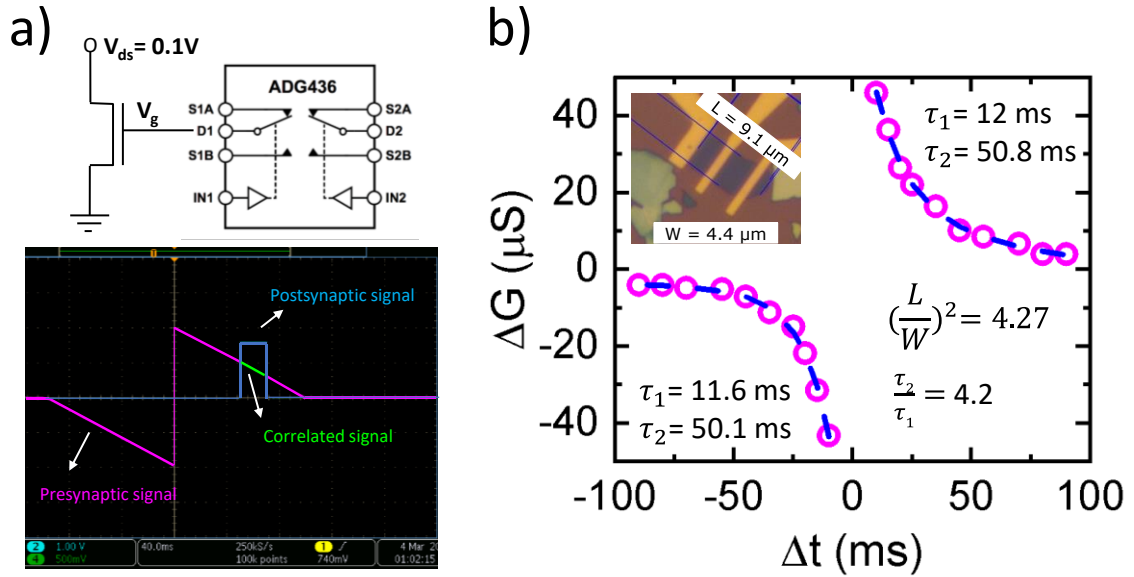 a)
V_ds= 0.1V
V_g
ADG436
S1A
D1
S1B
IN1
S2A
D2
S2B
IN2
Postsynaptic signal
Correlated signal
Presynaptic signal
2 1.00 V
4 500mV
40.0ms
250kS/s
100k points
1
740mV
4 Mar 20
01:02:15
b)
ΔG (μS)
40
20
0
-20
-40
-100
-50
0
50
100
Δt (ms)
L = 9.1 μm
W = 4.4 μm
τ₁ = 12 ms
τ₂ = 50.8 ms
(L/W)² = 4.27
τ₂/τ₁ = 4.2
τ₁ = 11.6 ms
τ₂ = 50.1 ms